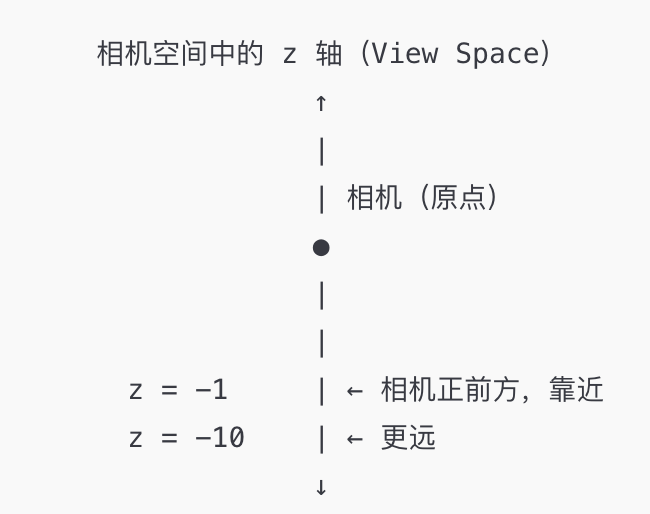 相机空间中的 z 轴（View Space）
↑
|
| 相机（原点）
●
|
|
z = −1 | ← 相机正前方，靠近
z = −10 | ← 更远
↓